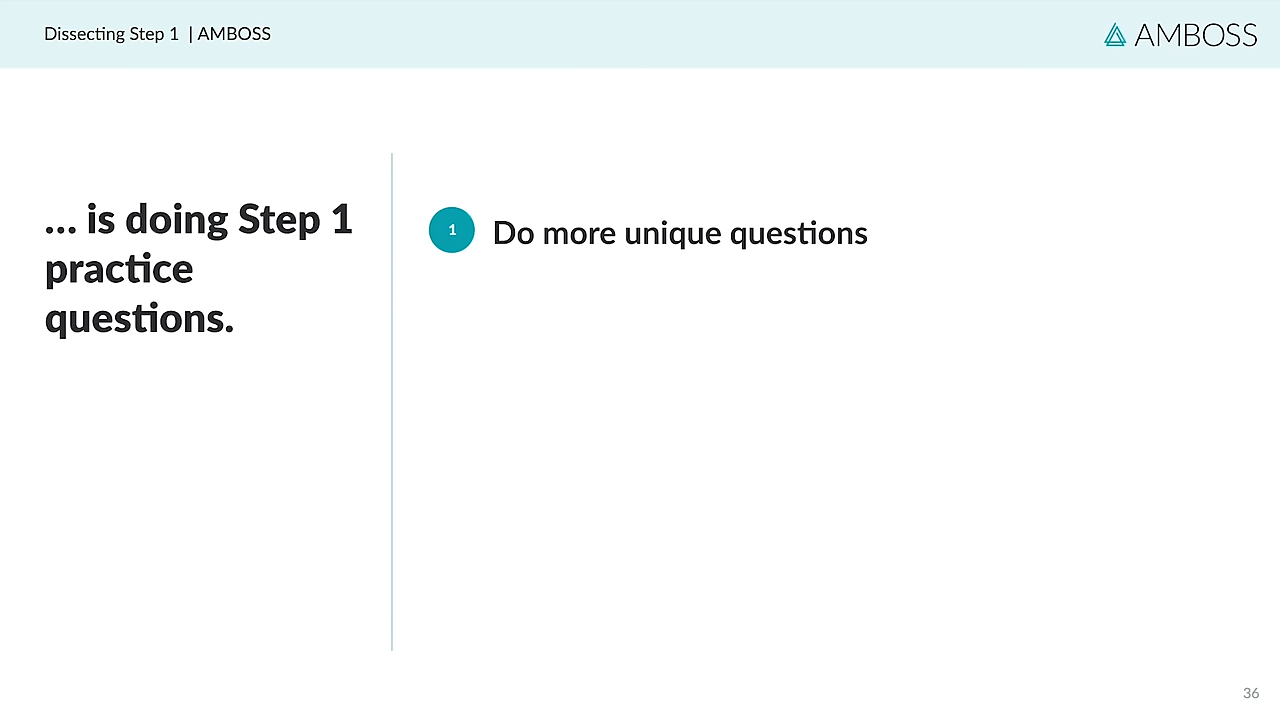 Dissecting Step 1 | AMBOSS
AMBOSS
... is doing Step 1
practice
questions.
1
Do more unique questions
36